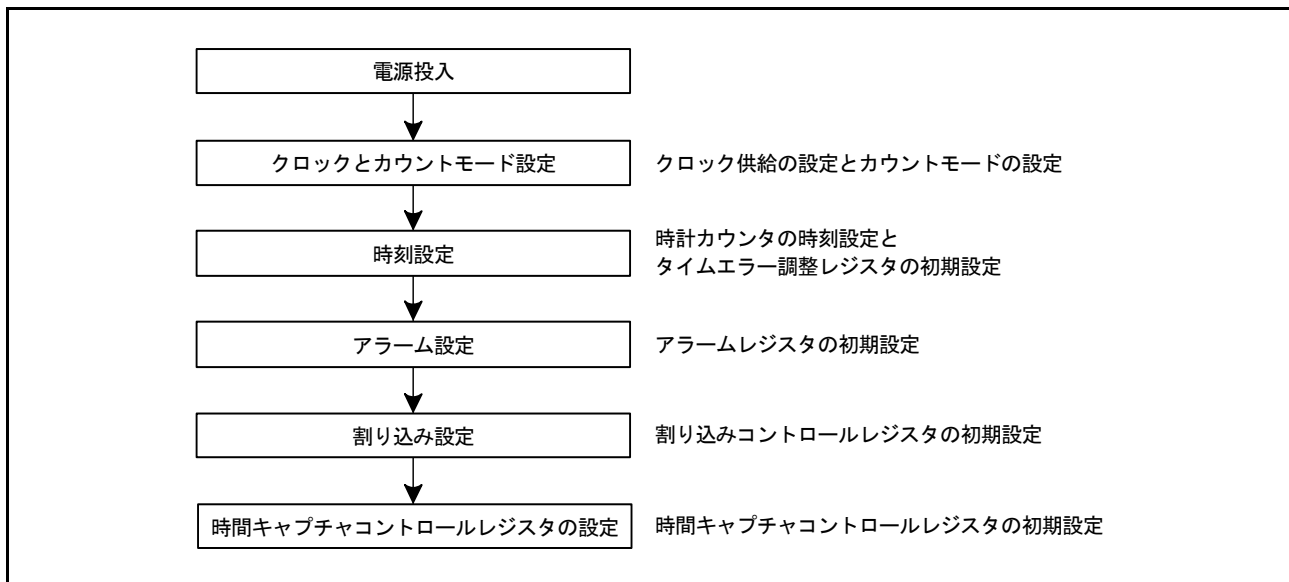 電源投入
クロックとカウントモード設定
クロック供給の設定とカウントモードの設定
時刻設定
時計カウンタの時刻設定と
タイムエラー調整レジスタの初期設定
アラーム設定
アラームレジスタの初期設定
割り込み設定
割り込みコントロールレジスタの初期設定
時間キャプチャコントロールレジスタの設定
時間キャプチャコントロールレジスタの初期設定